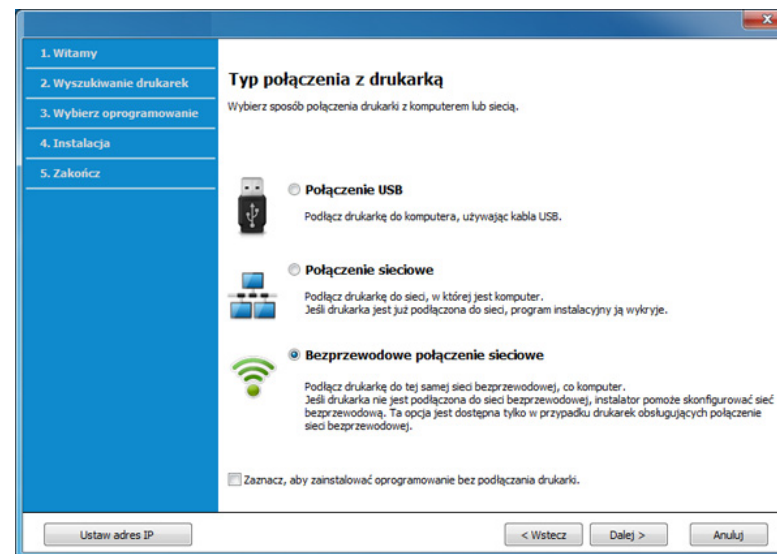 1. Witamy
2. Wyszukiwanie drukarek
3. Wybierz oprogramowanie
4. Instalacja
5. Zakończ
Typ połączenia z drukarką
Wybierz sposób połączenia drukarki z komputerem lub siecią.
Połączenie USB
Podłącz drukarkę do komputera, używając kabla USB.
Połączenie sieciowe
Podłącz drukarkę do sieci, w której jest komputer.
Jeśli drukarka jest już podłączona do sieci, program instalacyjny ją wykryje.
Bezprzewodowe połączenie sieciowe
Podłącz drukarkę do tej samej sieci bezprzewodowej, co komputer.
Jeśli drukarka nie jest podłączona do sieci bezprzewodowej, instalator pomoże skonfigurować sieć
bezprzewodową. Ta opcja jest dostępna tylko w przypadku drukarek obsługujących połączenie
sieci bezprzewodowej.
Zaznacz, aby zainstalować oprogramowanie bez podłączania drukarki.
Ustaw adres IP
< Wstecz
Dalej >
Anuluj